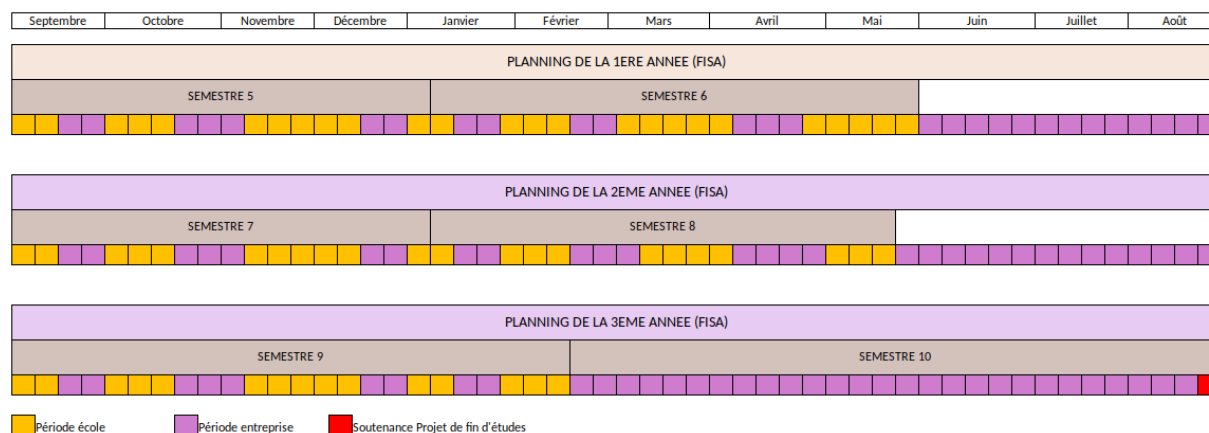 Septembre Octobre Novembre Décembre Janvier Février Mars Avril Mai Juin Juillet Août
PLANNING DE LA 1ERE ANNEE (FISA)
SEMESTRE 5 SEMESTRE 6
PLANNING DE LA 2EME ANNEE (FISA)
SEMESTRE 7 SEMESTRE 8
PLANNING DE LA 3EME ANNEE (FISA)
SEMESTRE 9 SEMESTRE 10
Période école Période entreprise Soutenance Projet de fin d'études